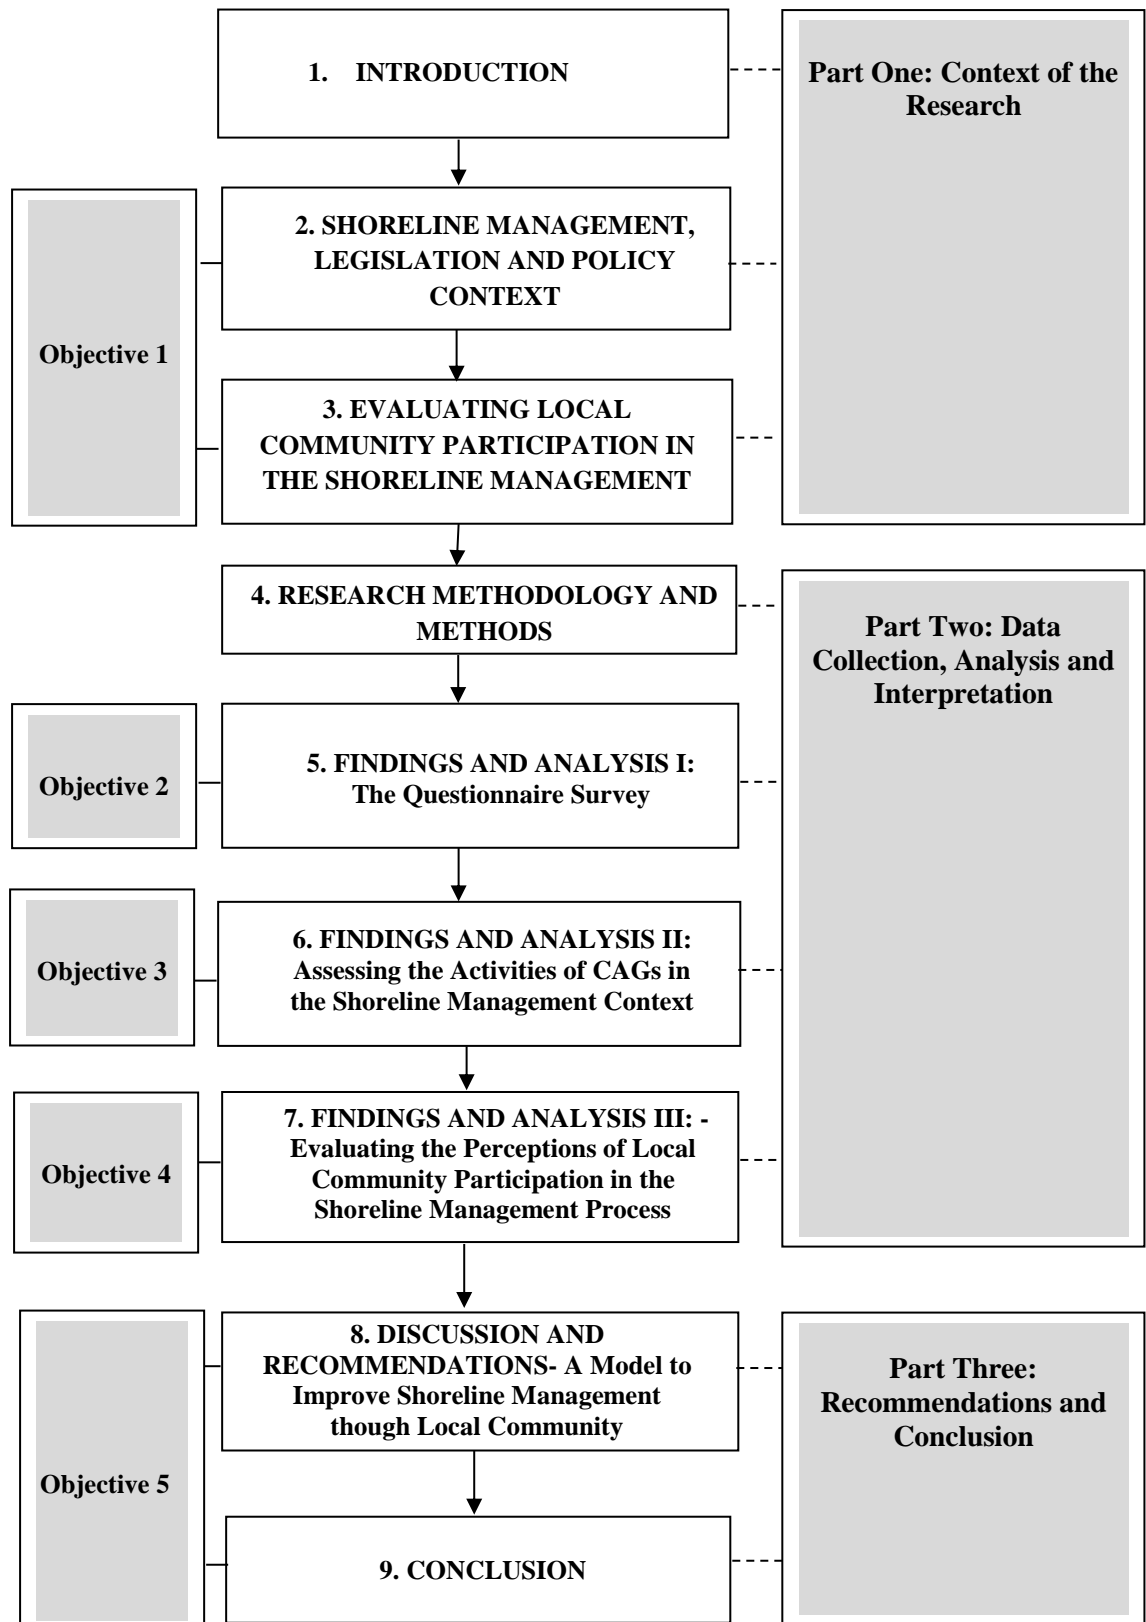 1. INTRODUCTION
Part One: Context of the
Research
2. SHORELINE MANAGEMENT,
LEGISLATION AND POLICY
CONTEXT
Objective 1
3. EVALUATING LOCAL
COMMUNITY PARTICIPATION IN
THE SHORELINE MANAGEMENT
4. RESEARCH METHODOLOGY AND
METHODS
Part Two: Data
Collection, Analysis and
Interpretation
Objective 2
5. FINDINGS AND ANALYSIS I:
The Questionnaire Survey
Objective 3
6. FINDINGS AND ANALYSIS II:
Assessing the Activities of CAGs in
the Shoreline Management Context
Objective 4
7. FINDINGS AND ANALYSIS III: -
Evaluating the Perceptions of Local
Community Participation in the
Shoreline Management Process
8. DISCUSSION AND
RECOMMENDATIONS- A Model to
Improve Shoreline Management
though Local Community
Part Three:
Recommendations and
Conclusion
Objective 5
9. CONCLUSION